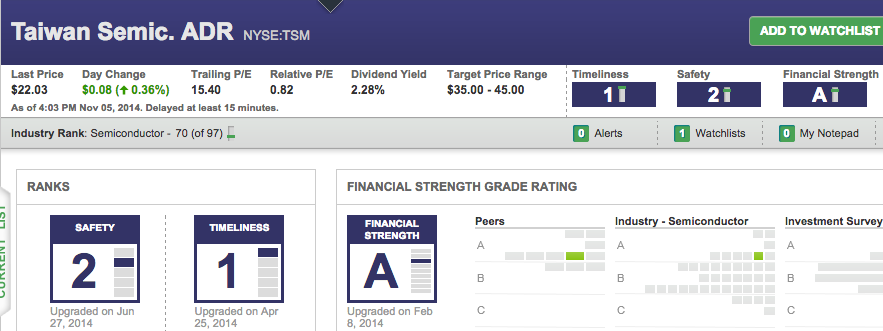 Taiwan Semic. ADR NYSE:TSM
ADD TO WATCHLIST
Last Price Day Change Trailing P/E Relative P/E Dividend Yield Target Price Range Timeliness Safety Financial Strength
$22.03 $0.08 (↑ 0.36%) 15.40 0.82 2.28% $35.00 - 45.00 1 2 A
As of 4:03 PM Nov 05, 2014. Delayed at least 15 minutes.
Industry Rank: Semiconductor - 70 (of 97) 0 Alerts 1 Watchlists 0 My Notepad
CURRENT LIST
RANKS
SAFETY
2
Upgraded on Jun
27, 2014
TIMELINESS
1
Upgraded on Apr
25, 2014
FINANCIAL STRENGTH GRADE RATING
FINANCIAL
STRENGTH
A
Upgraded on Feb
8, 2014
Peers
A
B
C
Industry - Semiconductor
A
B
C
Investment Survey
A
B
C